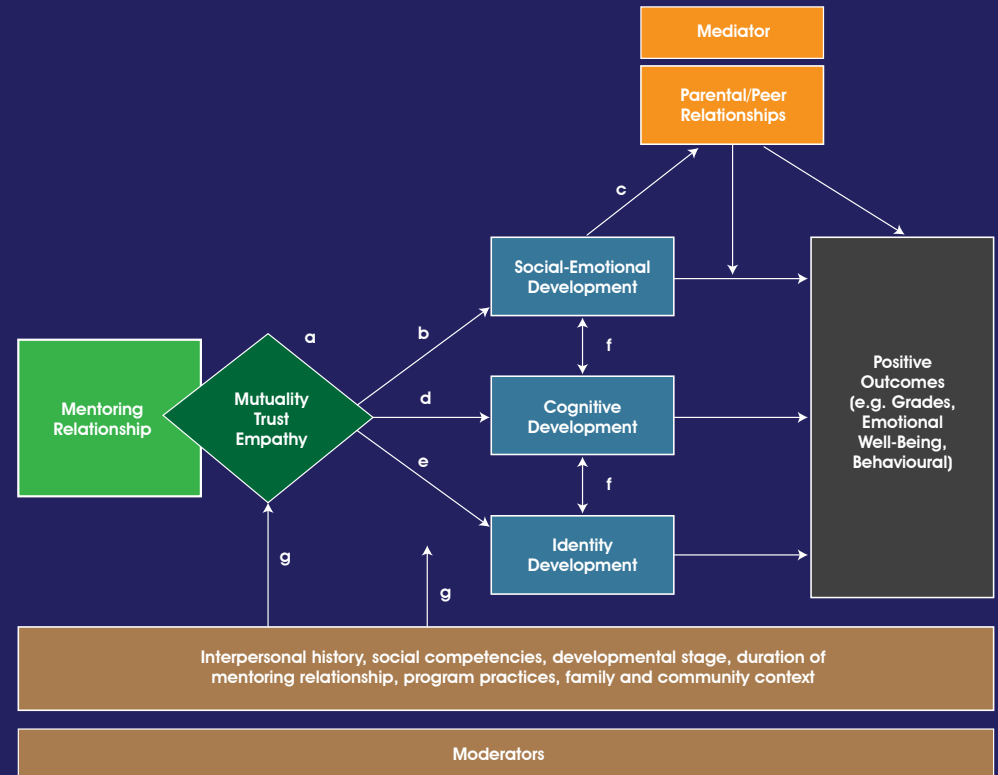 Mediator
Parental/Peer
Relationships
c
Social-Emotional
Development
a
b
f
Mentoring
Relationship
Mutuality
Trust
Empathy
d
Cognitive
Development
Positive
Outcomes
(e.g. Grades,
Emotional
Well-Being,
Behavioural)
e
f
Identity
Development
g
g
Interpersonal history, social competencies, developmental stage, duration of
mentoring relationship, program practices, family and community context
Moderators